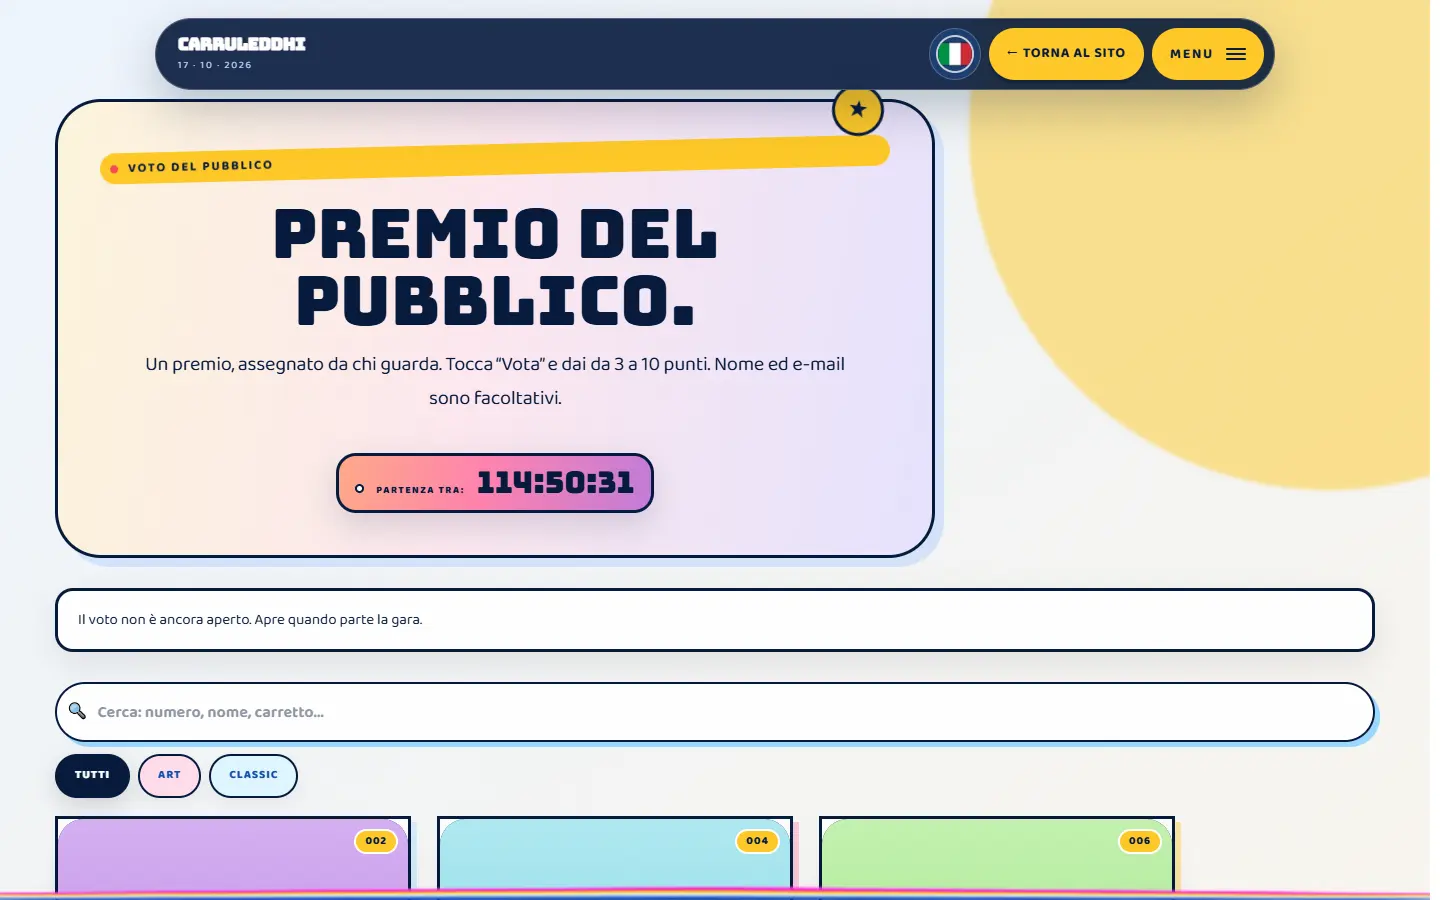 CARRULEDDHI
17 · 10 · 2026
← TORNA AL SITO
MENU
VOTO DEL PUBBLICO
PREMIO DEL
PUBBLICO.
Un premio, assegnato da chi guarda. Tocca “Vota” e dai da 3 a 10 punti. Nome ed e-mail
sono facoltativi.
PARTENZA TRA: 114:50:31
Il voto non è ancora aperto. Apre quando parte la gara.
Cerca: numero, nome, carretto...
TUTTI
ART
CLASSIC
002
004
006